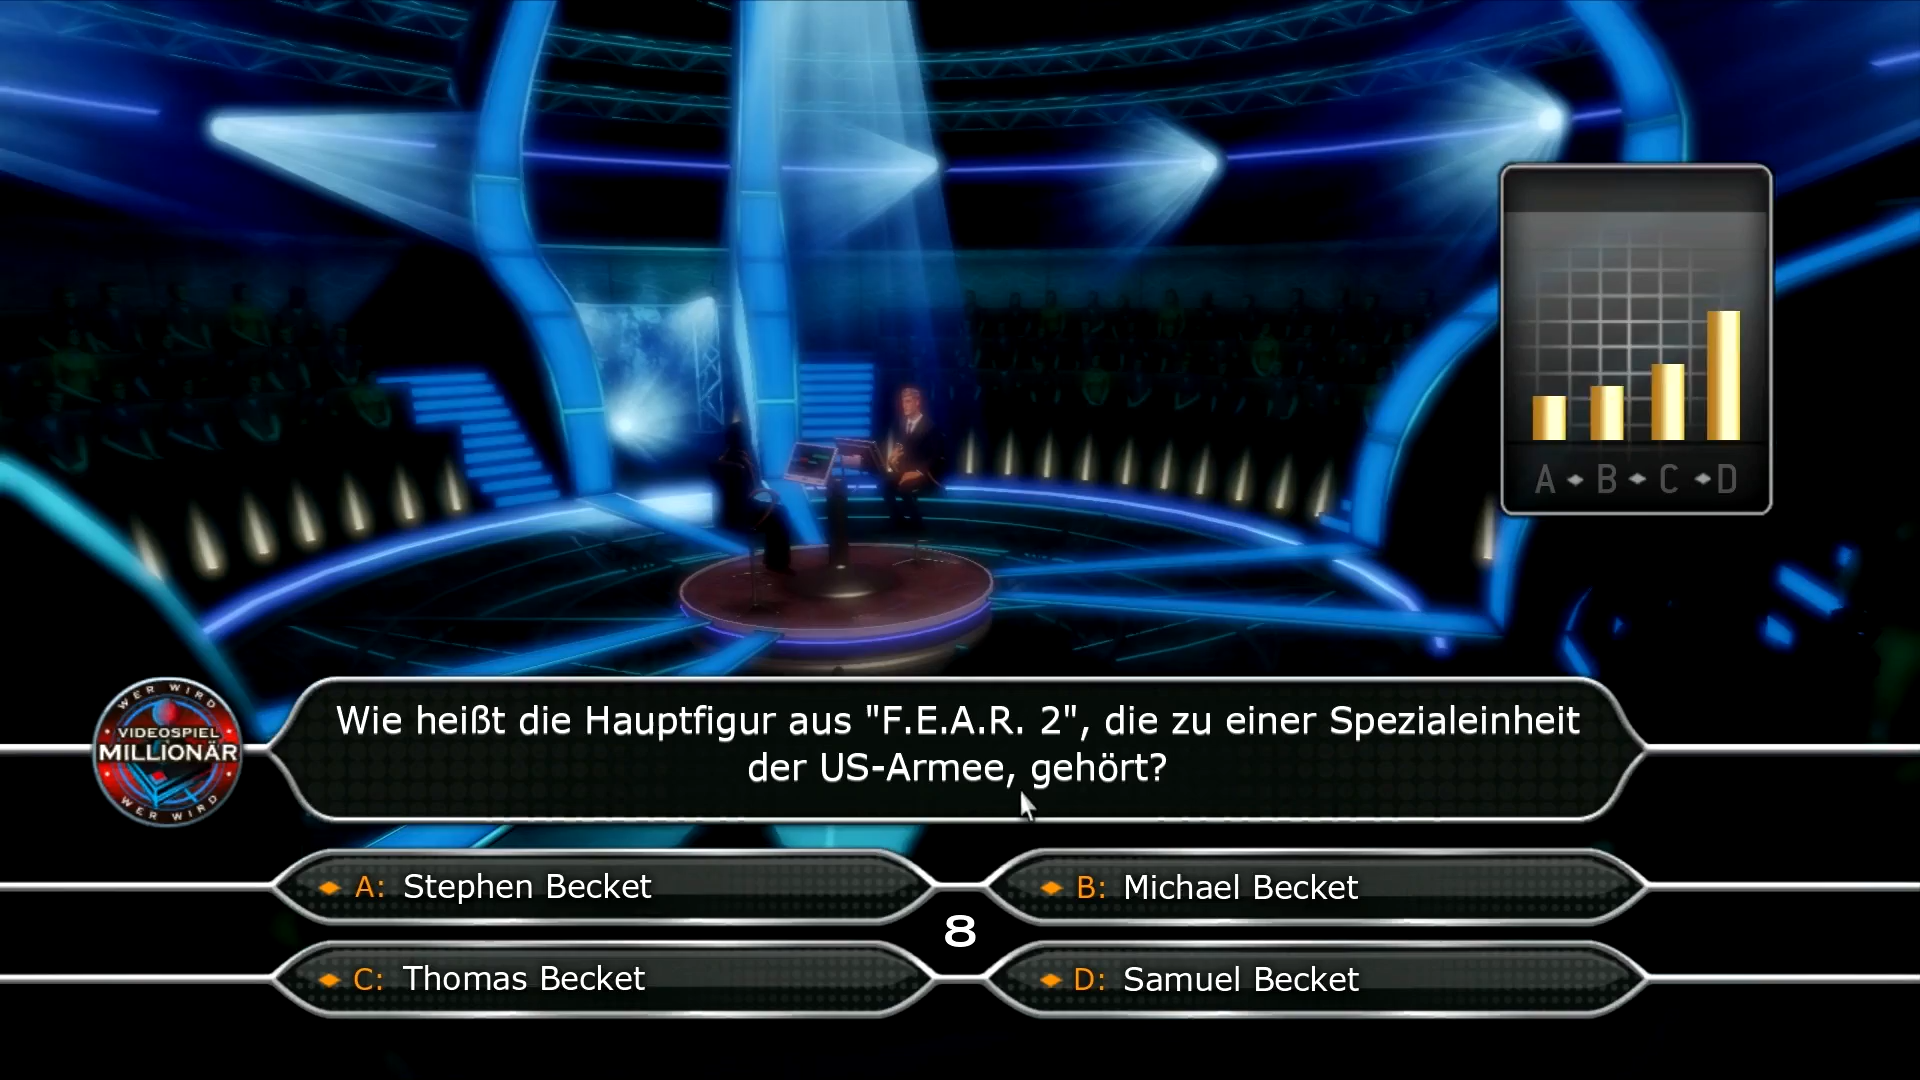 A ◆ B ◆ C ◆ D
WER WIRD
VIDEOSPIEL
MILLIONÄR
WER WIRD
Wie heißt die Hauptfigur aus "F.E.A.R. 2", die zu einer Spezialeinheit
der US-Armee, gehört?
A: Stephen Becket
B: Michael Becket
8
C: Thomas Becket
D: Samuel Becket